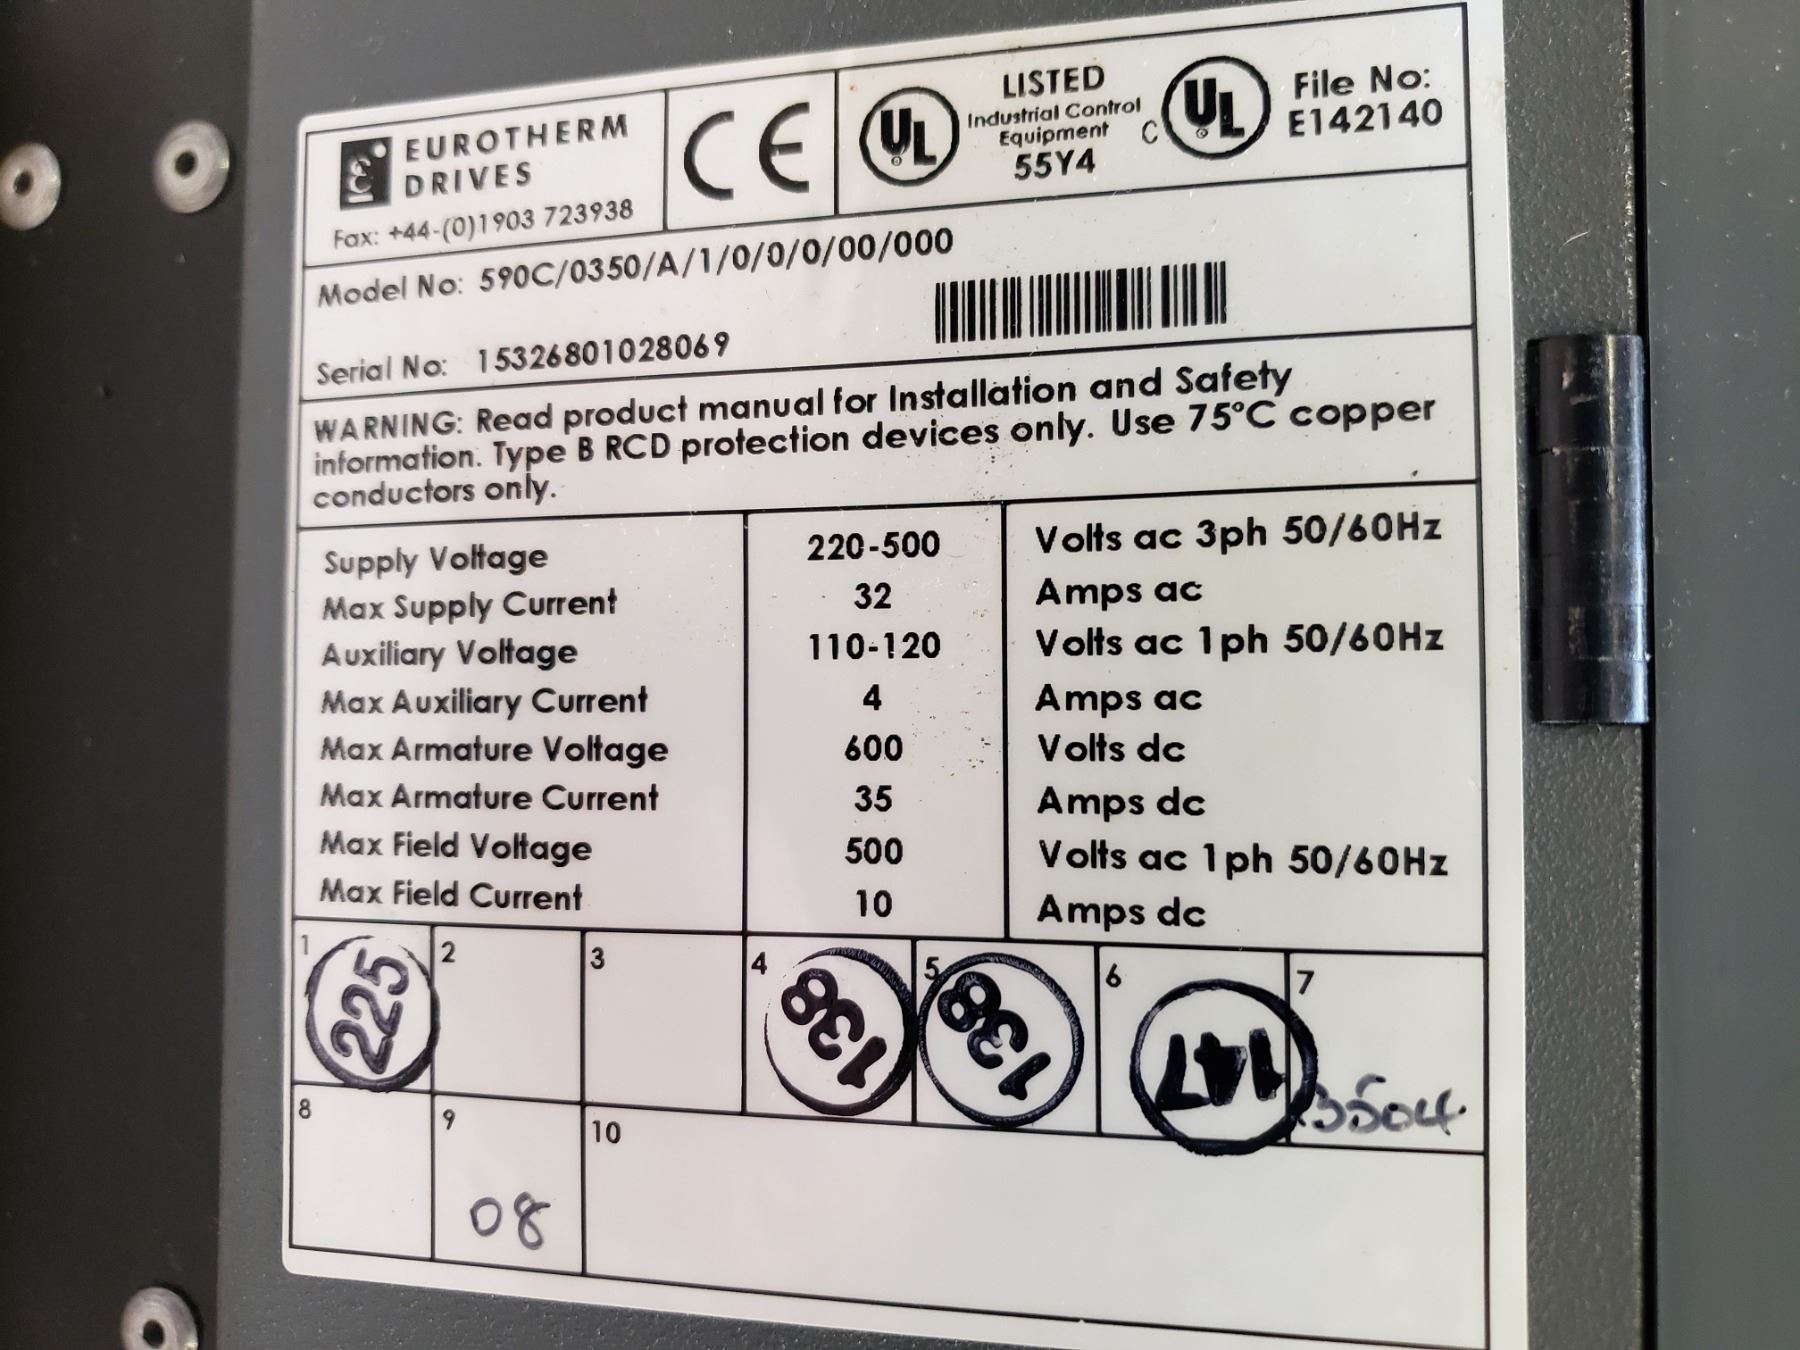 EUROTHERM
DRIVES
Fax: +44-(0)1903 723938
CE
UL
LISTED
Industrial Control
Equipment
55Y4
C UL
File No:
E142140
Model No: 590C/0350/A/1/0/0/0/00/000
Serial No: 15326801028069
WARNING: Read product manual for Installation and Safety
information. Type B RCD protection devices only. Use 75°C copper
conductors only.
Supply Voltage 220-500 Volts ac 3ph 50/60Hz
Max Supply Current 32 Amps ac
Auxiliary Voltage 110-120 Volts ac 1ph 50/60Hz
Max Auxiliary Current 4 Amps ac
Max Armature Voltage 600 Volts dc
Max Armature Current 35 Amps dc
Max Field Voltage 500 Volts ac 1ph 50/60Hz
Max Field Current 10 Amps dc
1 2 3 4 5 6 7
225 138 138 147 3504.
8 9 10
08